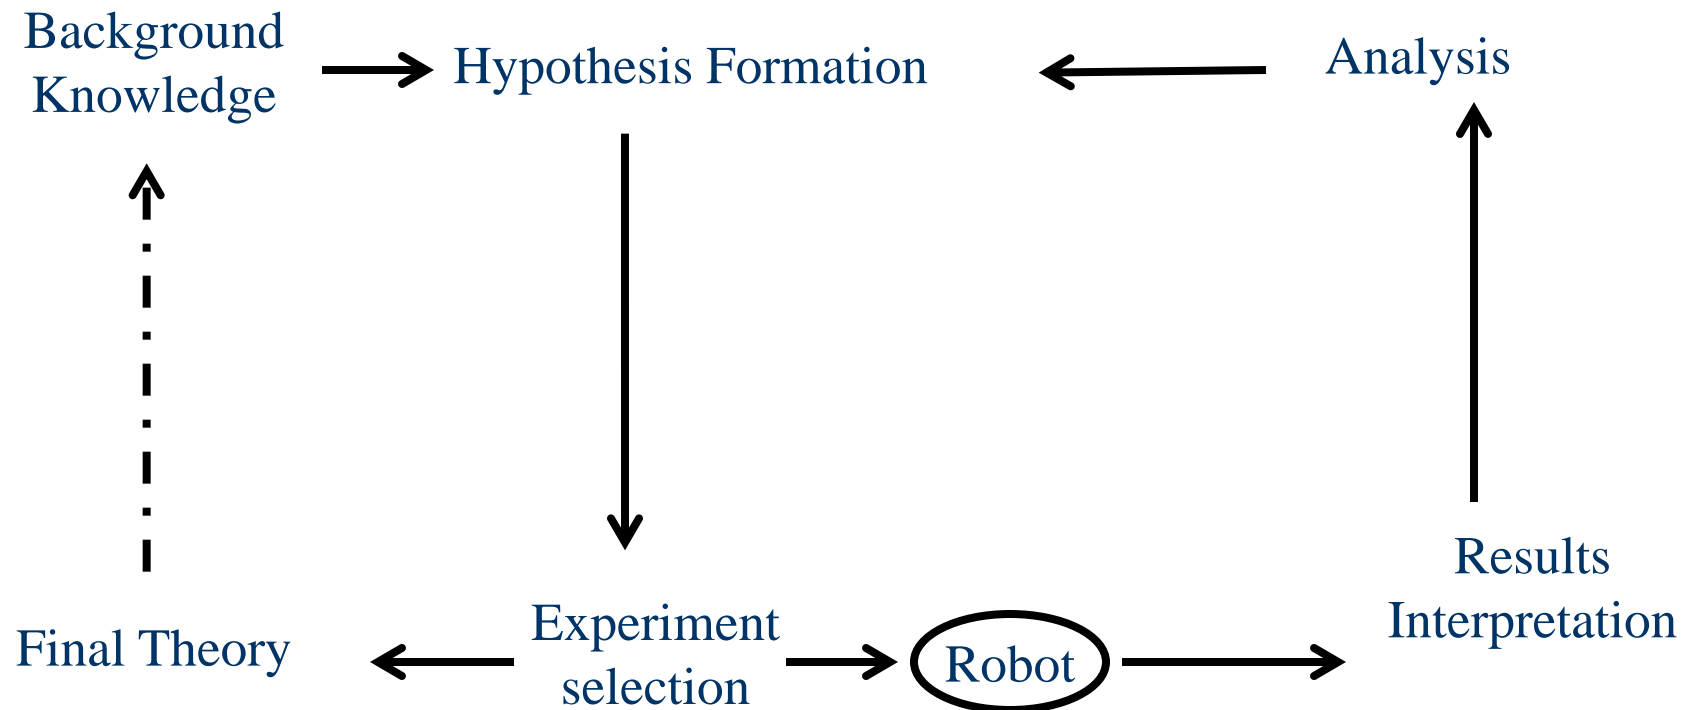 Background
Knowledge
Hypothesis Formation
Analysis
Final Theory
Experiment
selection
Robot
Results
Interpretation